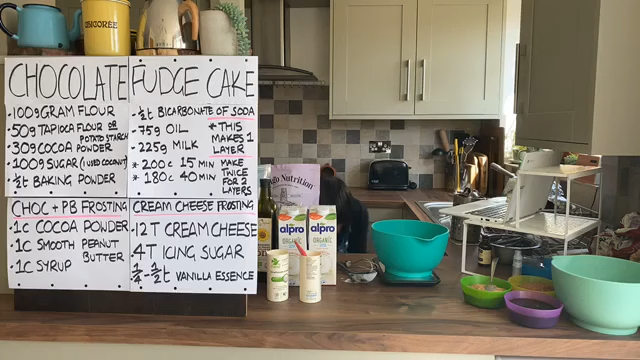 CHOCOLATE FUDGE CAKE
- 100g GRAM FLOUR
- 50g TAPIOCA FLOUR OR POTATO STARCH
- 30g COCOA POWDER
- 100g SUGAR (I USED COCONUT)
- ½t BAKING POWDER
- ½t BICARBONATE OF SODA
- 75g OIL
- 225g MILK
* 200c 15 MIN
* 180c 40 MIN
* THIS
MAKES 1
LAYER
MAKE
TWICE
FOR 2
LAYERS
CHOC + PB FROSTING
- 1C COCOA POWDER
- 1C SMOOTH PEANUT
BUTTER
- 1C SYRUP
CREAM CHEESE FROSTING
- 12T CREAM CHEESE
- 4T ICING SUGAR
- ¼-½t VANILLA ESSENCE
Nutrition
alpro
ORGANIC
alpro
ORGANIC